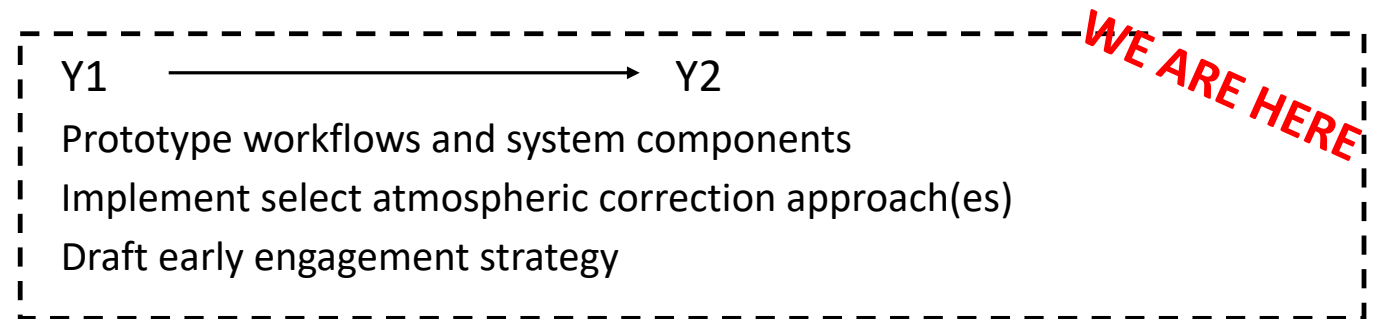 WE ARE HERE
Y1 Y2
Prototype workflows and system components
Implement select atmospheric correction approach(es)
Draft early engagement strategy